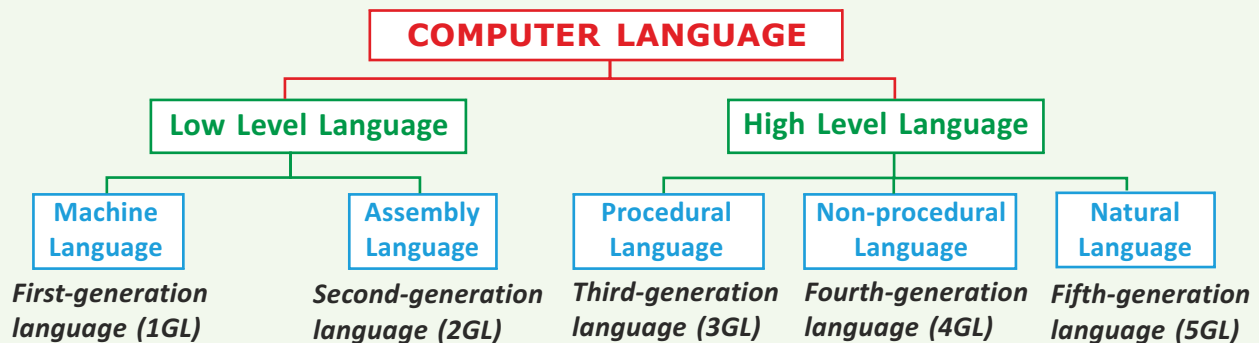 COMPUTER LANGUAGE
Low Level Language
High Level Language
Machine
Language
Assembly
Language
Procedural
Language
Non-procedural
Language
Natural
Language
First-generation
language (1GL)
Second-generation
language (2GL)
Third-generation
language (3GL)
Fourth-generation
language (4GL)
Fifth-generation
language (5GL)